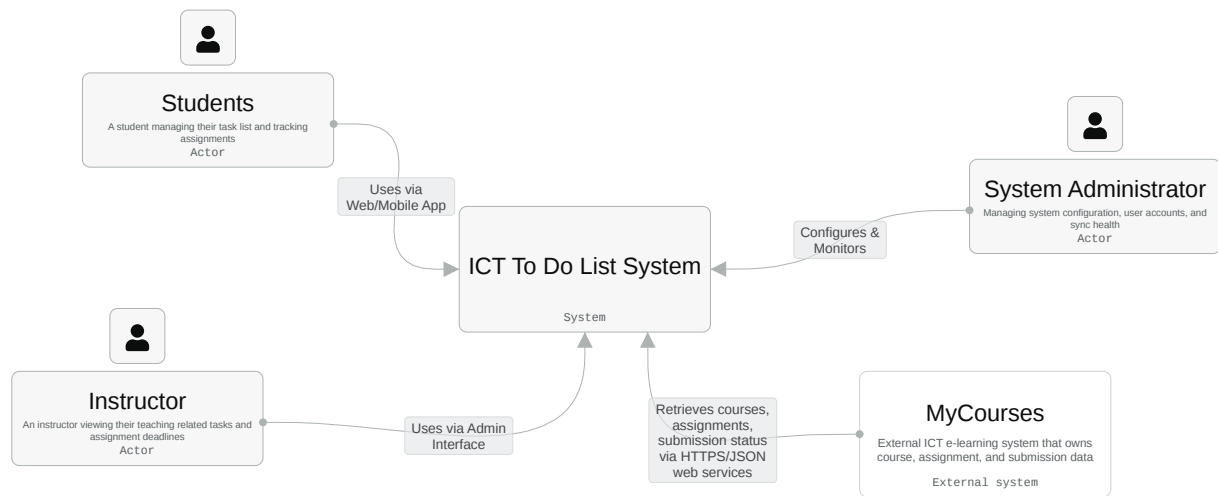 Students
A student managing their task list and tracking
assignments
Actor
Uses via
Web/Mobile App
System Administrator
Managing system configuration, user accounts, and
sync health
Actor
Configures &
Monitors
ICT To Do List System
System
Instructor
An instructor viewing their teaching related tasks and
assignment deadlines
Actor
Uses via Admin
Interface
Retrieves courses,
assignments,
submission status
via HTTPS/JSON
web services
MyCourses
External ICT e-learning system that owns
course, assignment, and submission data
External system